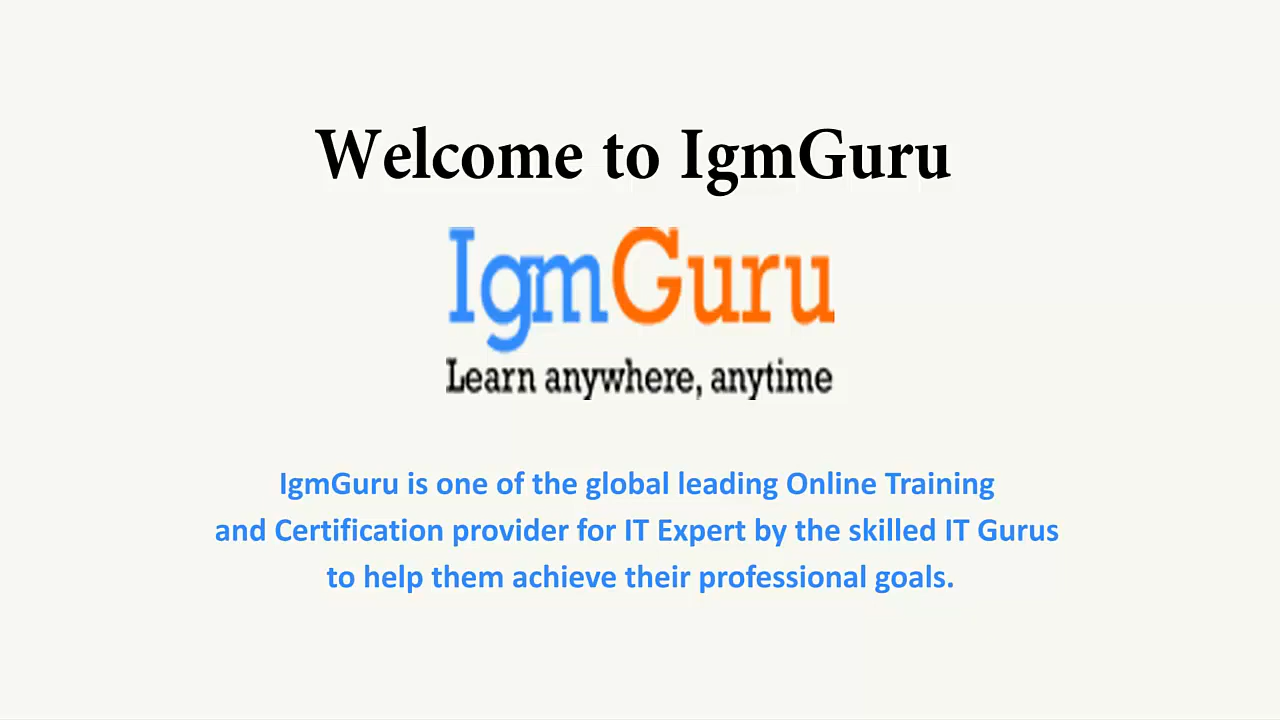 Welcome to IgmGuru
IgmGuru
Learn anywhere, anytime
IgmGuru is one of the global leading Online Training
and Certification provider for IT Expert by the skilled IT Gurus
to help them achieve their professional goals.